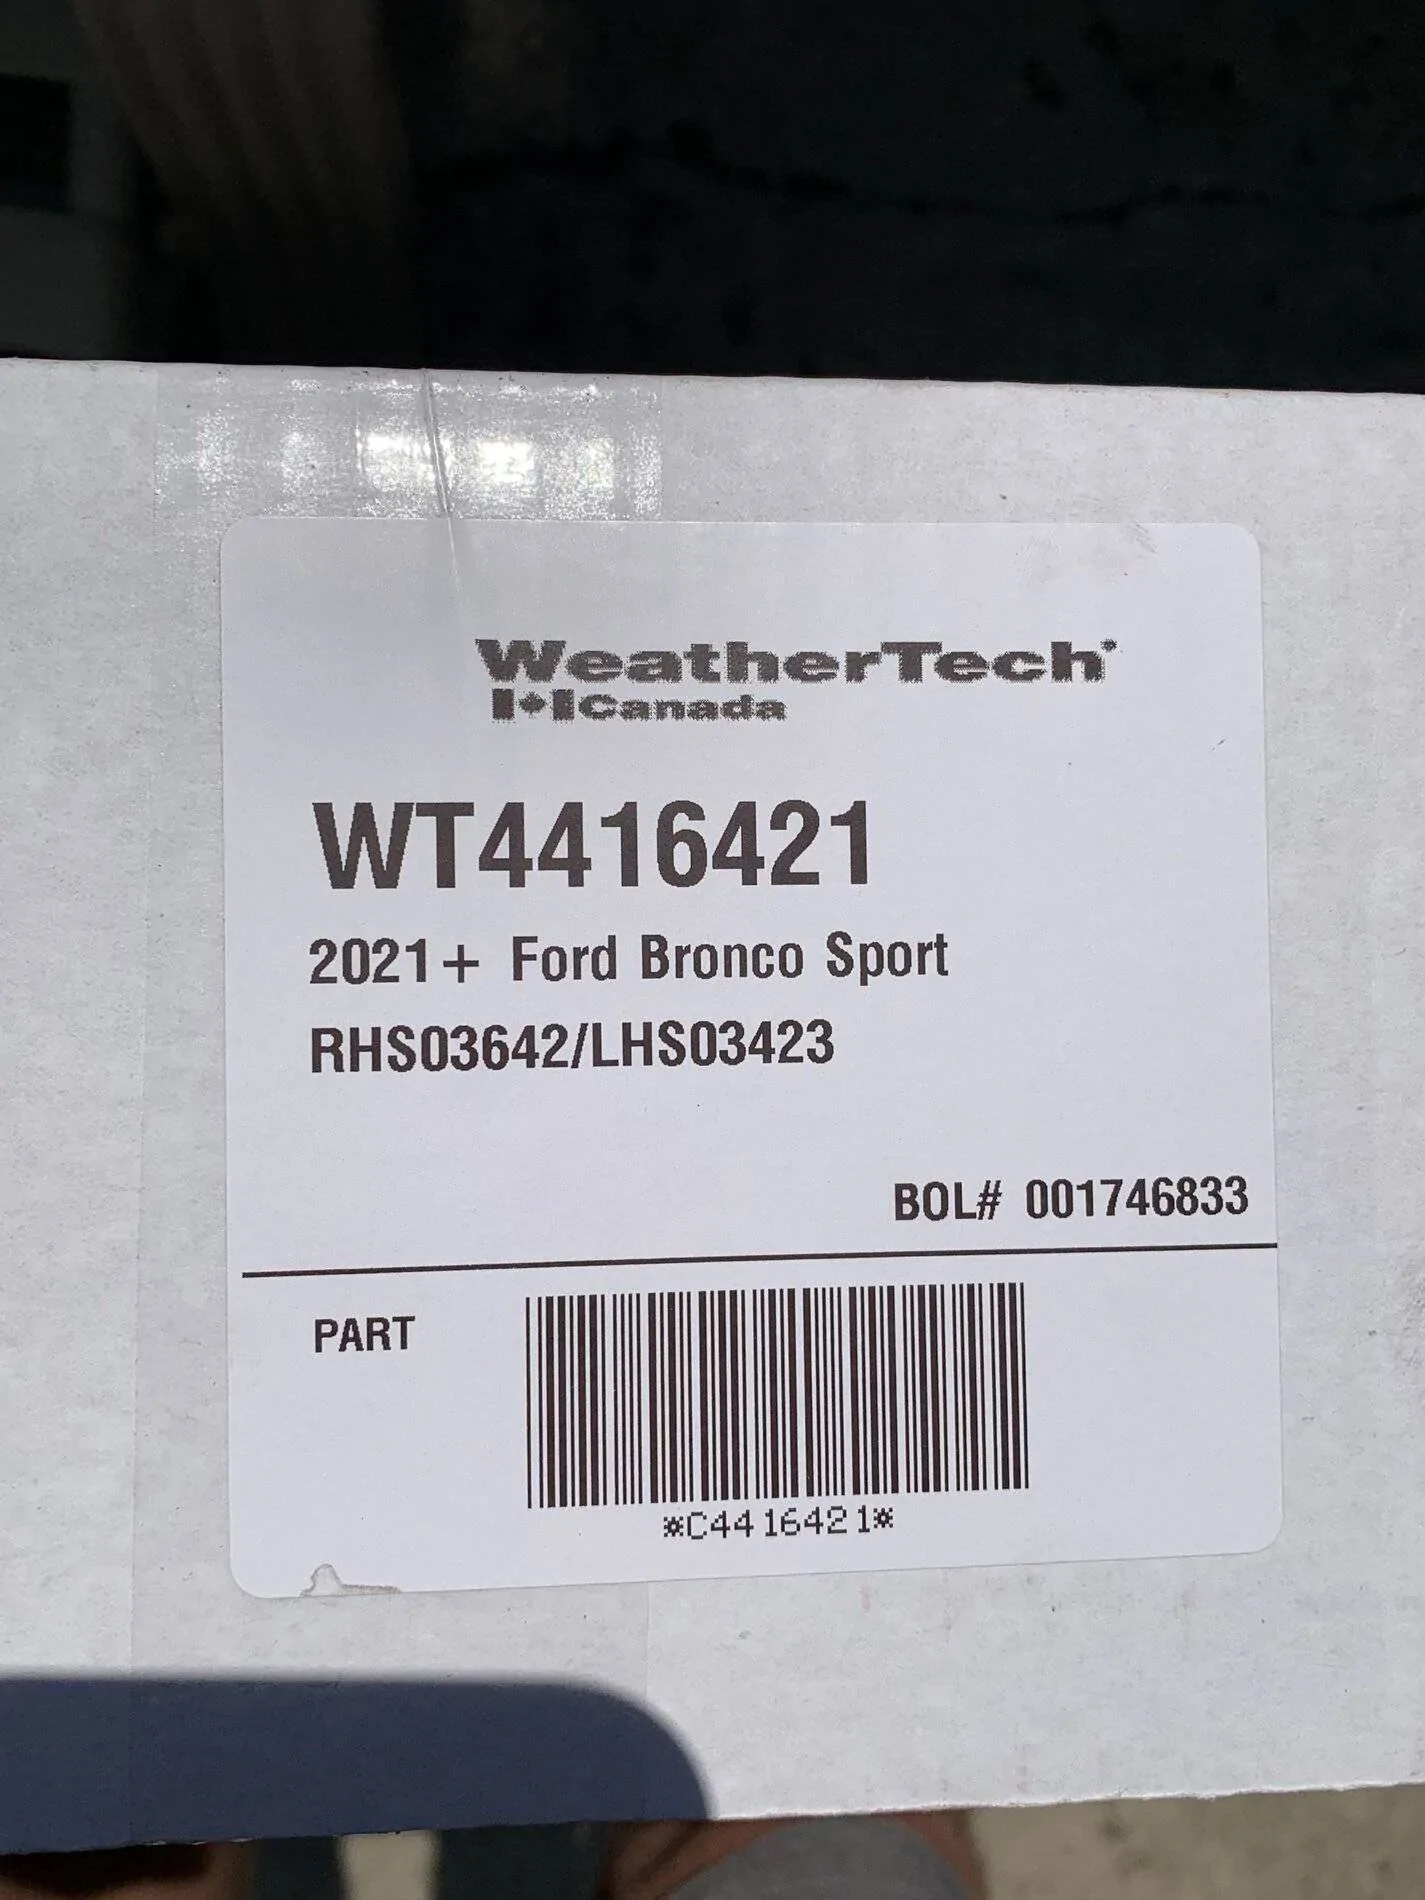 WeatherTech
Canada
WT4416421
2021+ Ford Bronco Sport
RHS03642/LHS03423
BOL# 001746833
PART
*C4416421*